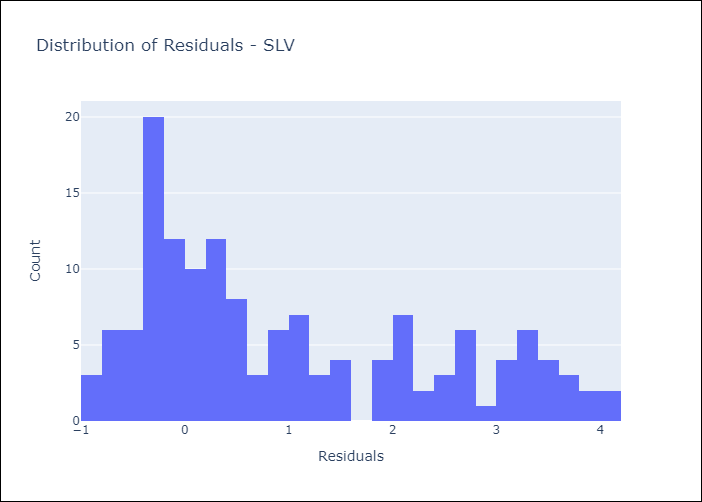 Distribution of Residuals - SLV
20
15
10
5
0
−1 0 1 2 3 4
Count
Residuals